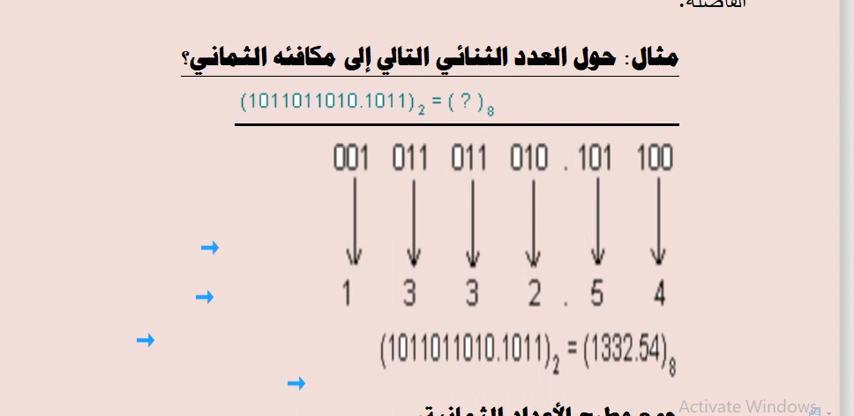 الفاصلة.
مثال: حول العدد الثنائي التالي إلى مكافئه الثماني؟
(1011011010.1011)₂ = ( ? )₈
001 011 011 010 . 101 100
1 3 3 2 . 5 4
(1011011010.1011)₂ = (1332.54)₈
Activate Windows